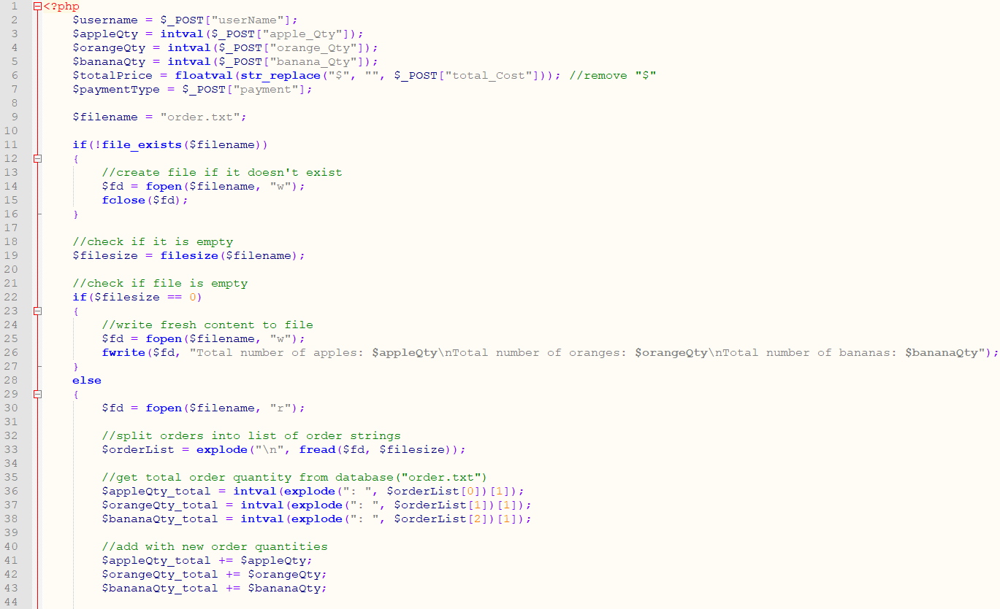 1 <?php
2     $username = $_POST["userName"];
3     $appleQty = intval($_POST["apple_Qty"]);
4     $orangeQty = intval($_POST["orange_Qty"]);
5     $bananaQty = intval($_POST["banana_Qty"]);
6     $totalPrice = floatval(str_replace("$", "", $_POST["total_Cost"])); //remove "$"
7     $paymentType = $_POST["payment"];
8
9     $filename = "order.txt";
10
11     if(!file_exists($filename))
12     {
13         //create file if it doesn't exist
14         $fd = fopen($filename, "w");
15         fclose($fd);
16     }
17
18     //check if it is empty
19     $filesize = filesize($filename);
20
21     //check if file is empty
22     if($filesize == 0)
23     {
24         //write fresh content to file
25         $fd = fopen($filename, "w");
26         fwrite($fd, "Total number of apples: $appleQty\nTotal number of oranges: $orangeQty\nTotal number of bananas: $bananaQty");
27     }
28     else
29     {
30         $fd = fopen($filename, "r");
31
32         //split orders into list of order strings
33         $orderList = explode("\n", fread($fd, $filesize));
34
35         //get total order quantity from database("order.txt")
36         $appleQty_total = intval(explode(": ", $orderList[0])[1]);
37         $orangeQty_total = intval(explode(": ", $orderList[1])[1]);
38         $bananaQty_total = intval(explode(": ", $orderList[2])[1]);
39
40         //add with new order quantities
41         $appleQty_total += $appleQty;
42         $orangeQty_total += $orangeQty;
43         $bananaQty_total += $bananaQty;
44